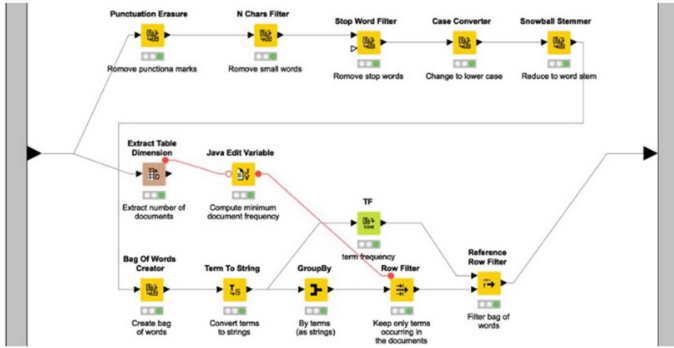 Punctuation Erasure
N Chars Filter
Stop Word Filter
Case Converter
Snowball Stemmer
Romove punctiona marks
Romove small words
Romove stop words
Change to lower case
Reduce to word stem
Extract Table
Dimension
Java Edit Variable
Extract number of
documents
Compute minimum
document frequency
TF
term frequency
Bag Of Words
Creator
Term To String
GroupBy
Row Filter
Reference
Row Filter
Create bag
of words
Convert terms
to strings
By terms
(as strings)
Keep only terms
occurring in
the documents
Filter bag of
words